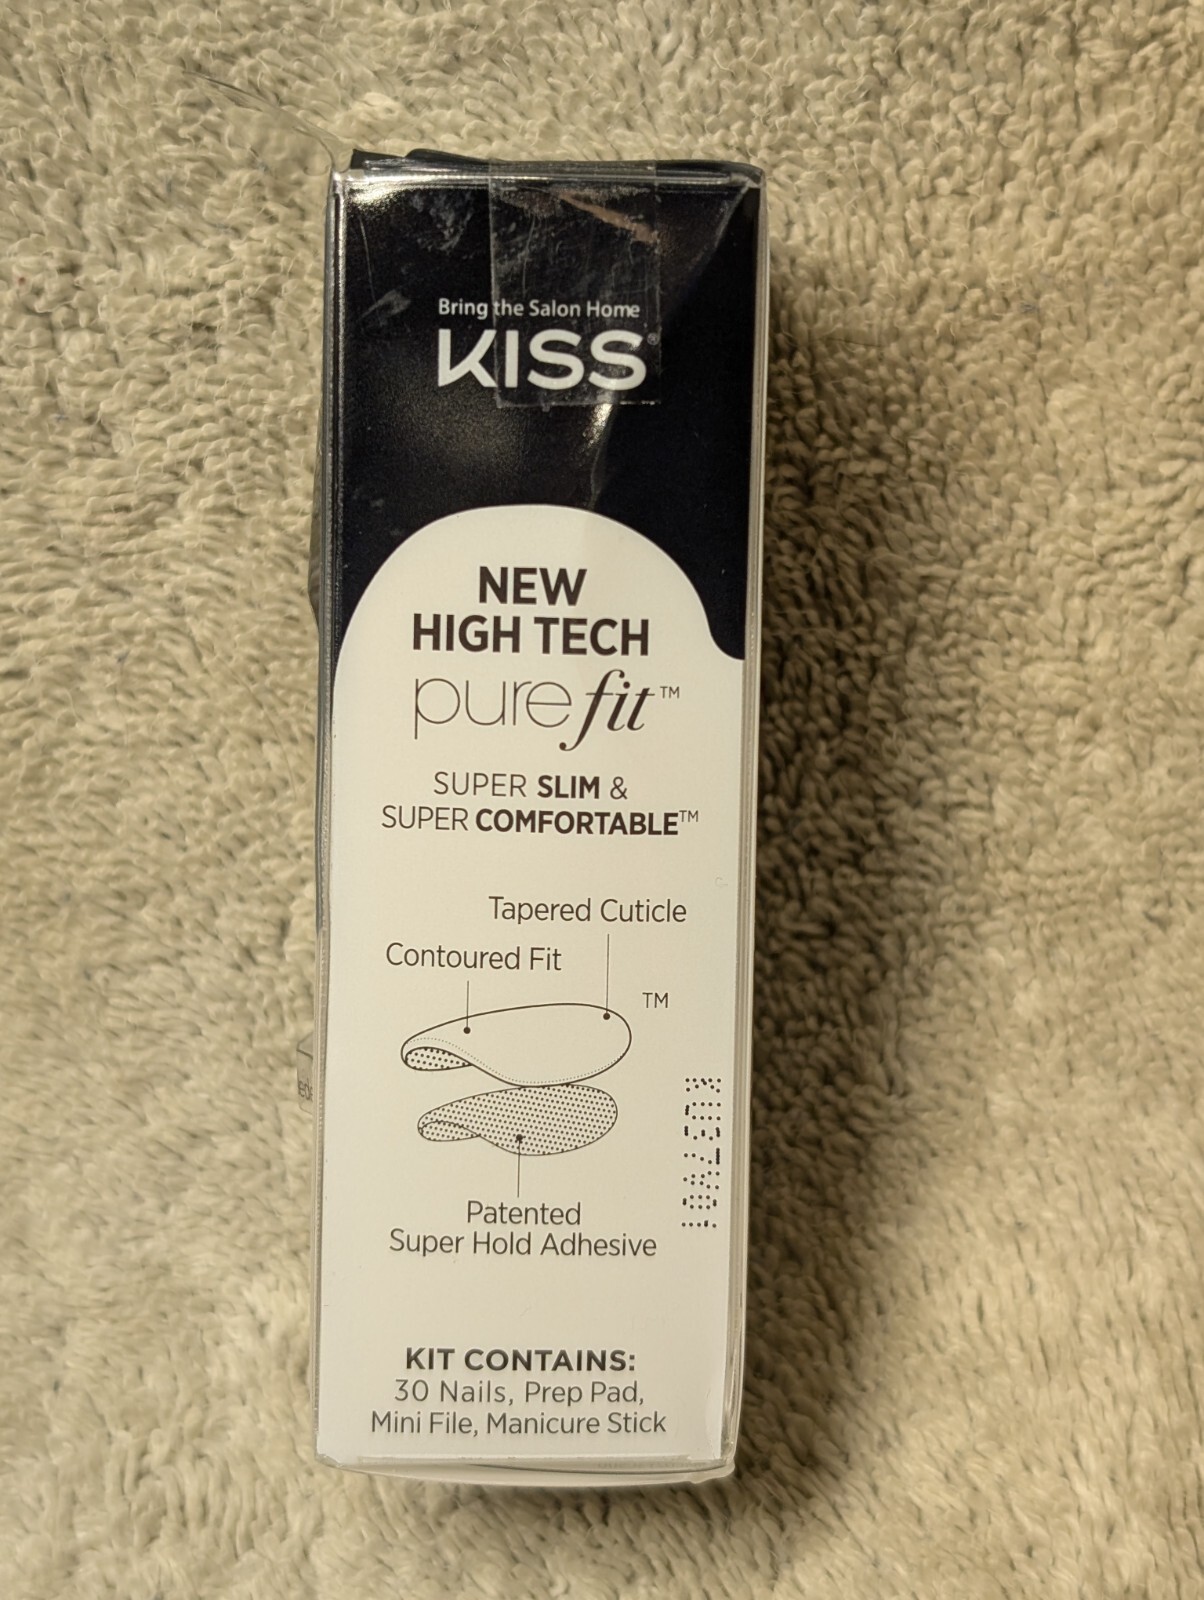 Bring the Salon Home
KISS®
NEW
HIGH TECH
purefit™
SUPER SLIM &
SUPER COMFORTABLE™
Tapered Cuticle
Contoured Fit
TM
Patented
Super Hold Adhesive
KIT CONTAINS:
30 Nails, Prep Pad,
Mini File, Manicure Stick